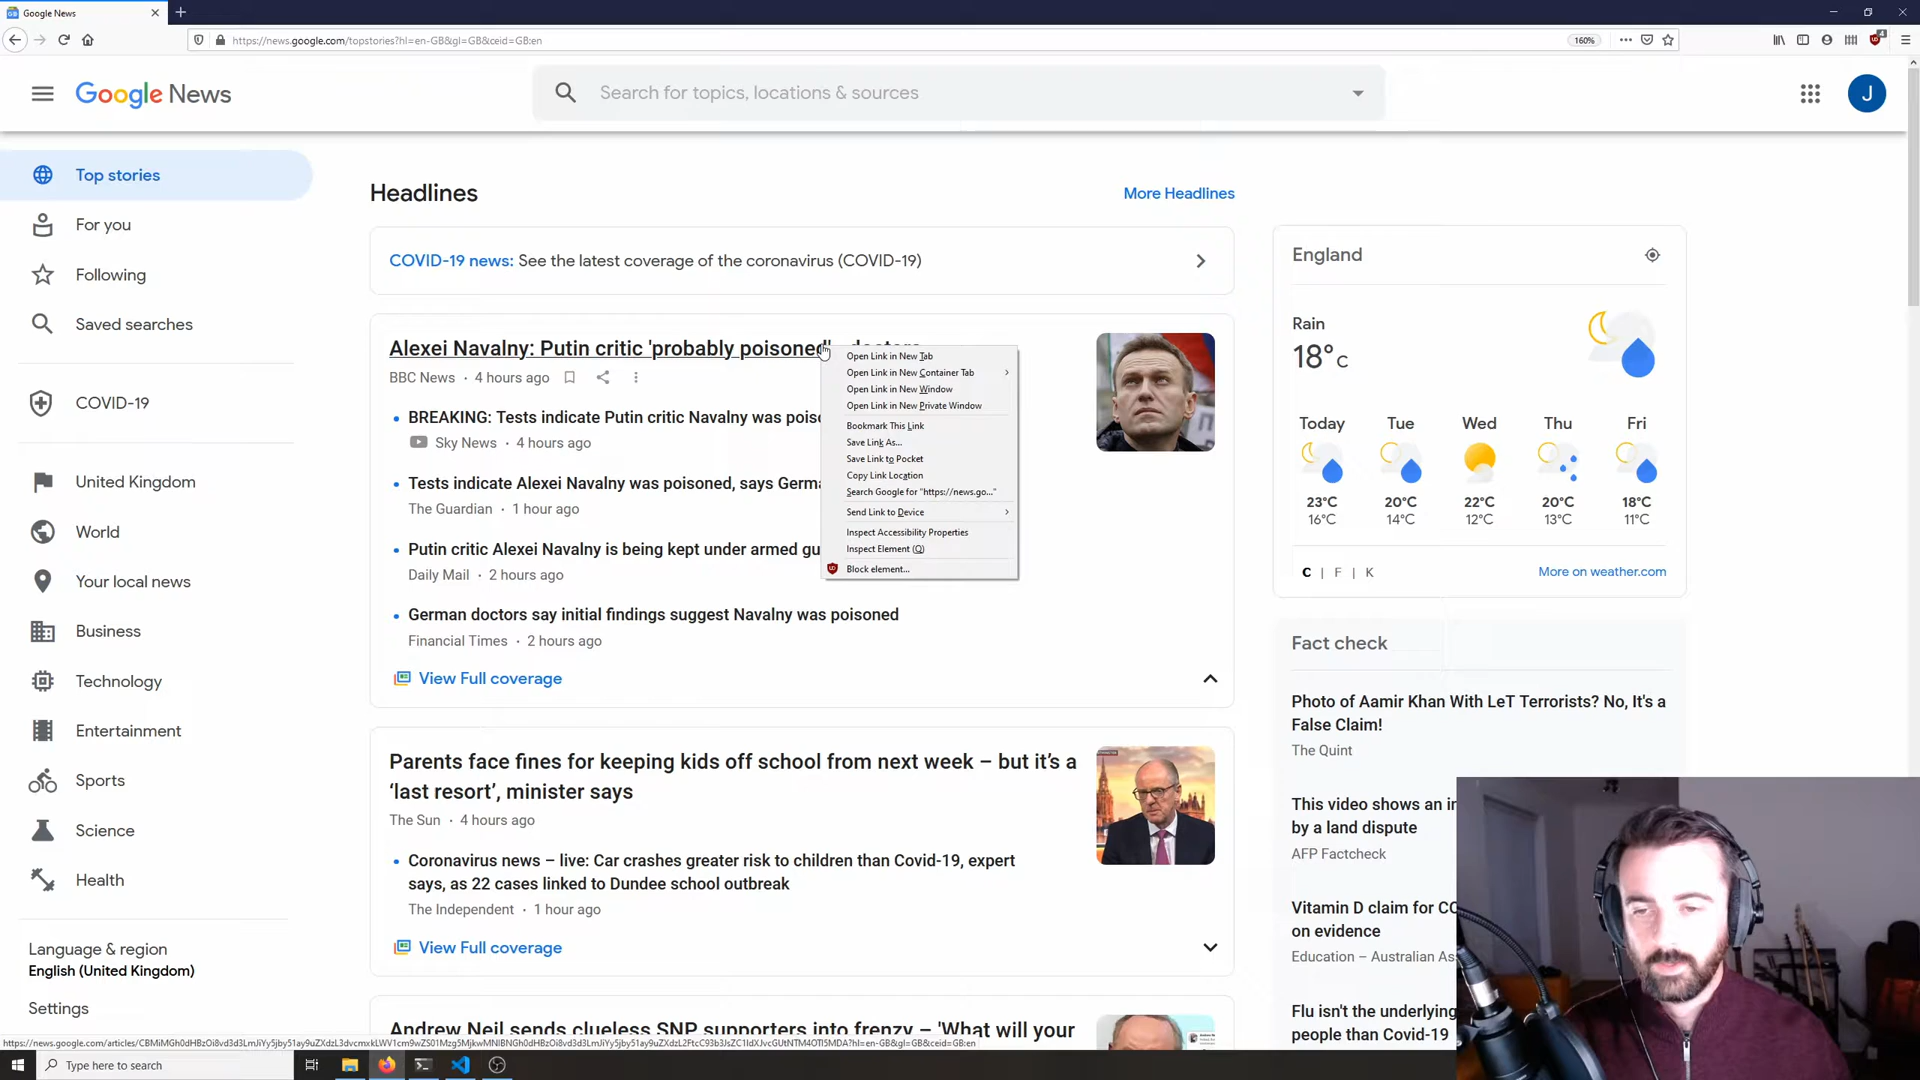 Google News
https://news.google.com/topstories?hl=en-GB&gl=GB&ceid=GB:en
160%
4
Google News
Search for topics, locations & sources
J
Top stories
For you
Following
Saved searches
COVID-19
United Kingdom
World
Your local news
Business
Technology
Entertainment
Sports
Science
Health
Language & region
English (United Kingdom)
Settings
Headlines
More Headlines
COVID-19 news: See the latest coverage of the coronavirus (COVID-19)
Alexei Navalny: Putin critic 'probably poisoned' - doctors
BBC News • 4 hours ago
BREAKING: Tests indicate Putin critic Navalny was pois
Sky News • 4 hours ago
Tests indicate Alexei Navalny was poisoned, says Germa
The Guardian • 1 hour ago
Putin critic Alexei Navalny is being kept under armed gu
Daily Mail • 2 hours ago
German doctors say initial findings suggest Navalny was poisoned
Financial Times • 2 hours ago
View Full coverage
Open Link in New Tab
Open Link in New Container Tab
Open Link in New Window
Open Link in New Private Window
Bookmark This Link
Save Link As...
Save Link to Pocket
Copy Link Location
Search Google for "https://news.go..."
Send Link to Device
Inspect Accessibility Properties
Inspect Element (Q)
Block element...
Parents face fines for keeping kids off school from next week – but it's a
'last resort', minister says
The Sun • 4 hours ago
Coronavirus news – live: Car crashes greater risk to children than Covid-19, expert
says, as 22 cases linked to Dundee school outbreak
The Independent • 1 hour ago
View Full coverage
Andrew Neil sends clueless SNP supporters into frenzy – 'What will your
England
Rain
18°C
Today Tue Wed Thu Fri
23°C 20°C 22°C 20°C 18°C
16°C 14°C 12°C 13°C 11°C
C | F | K
More on weather.com
Fact check
Photo of Aamir Khan With LeT Terrorists? No, It's a
False Claim!
The Quint
This video shows an in
by a land dispute
AFP Factcheck
Vitamin D claim for CO
on evidence
Education – Australian As
Flu isn't the underlying
people than Covid-19
Type here to search